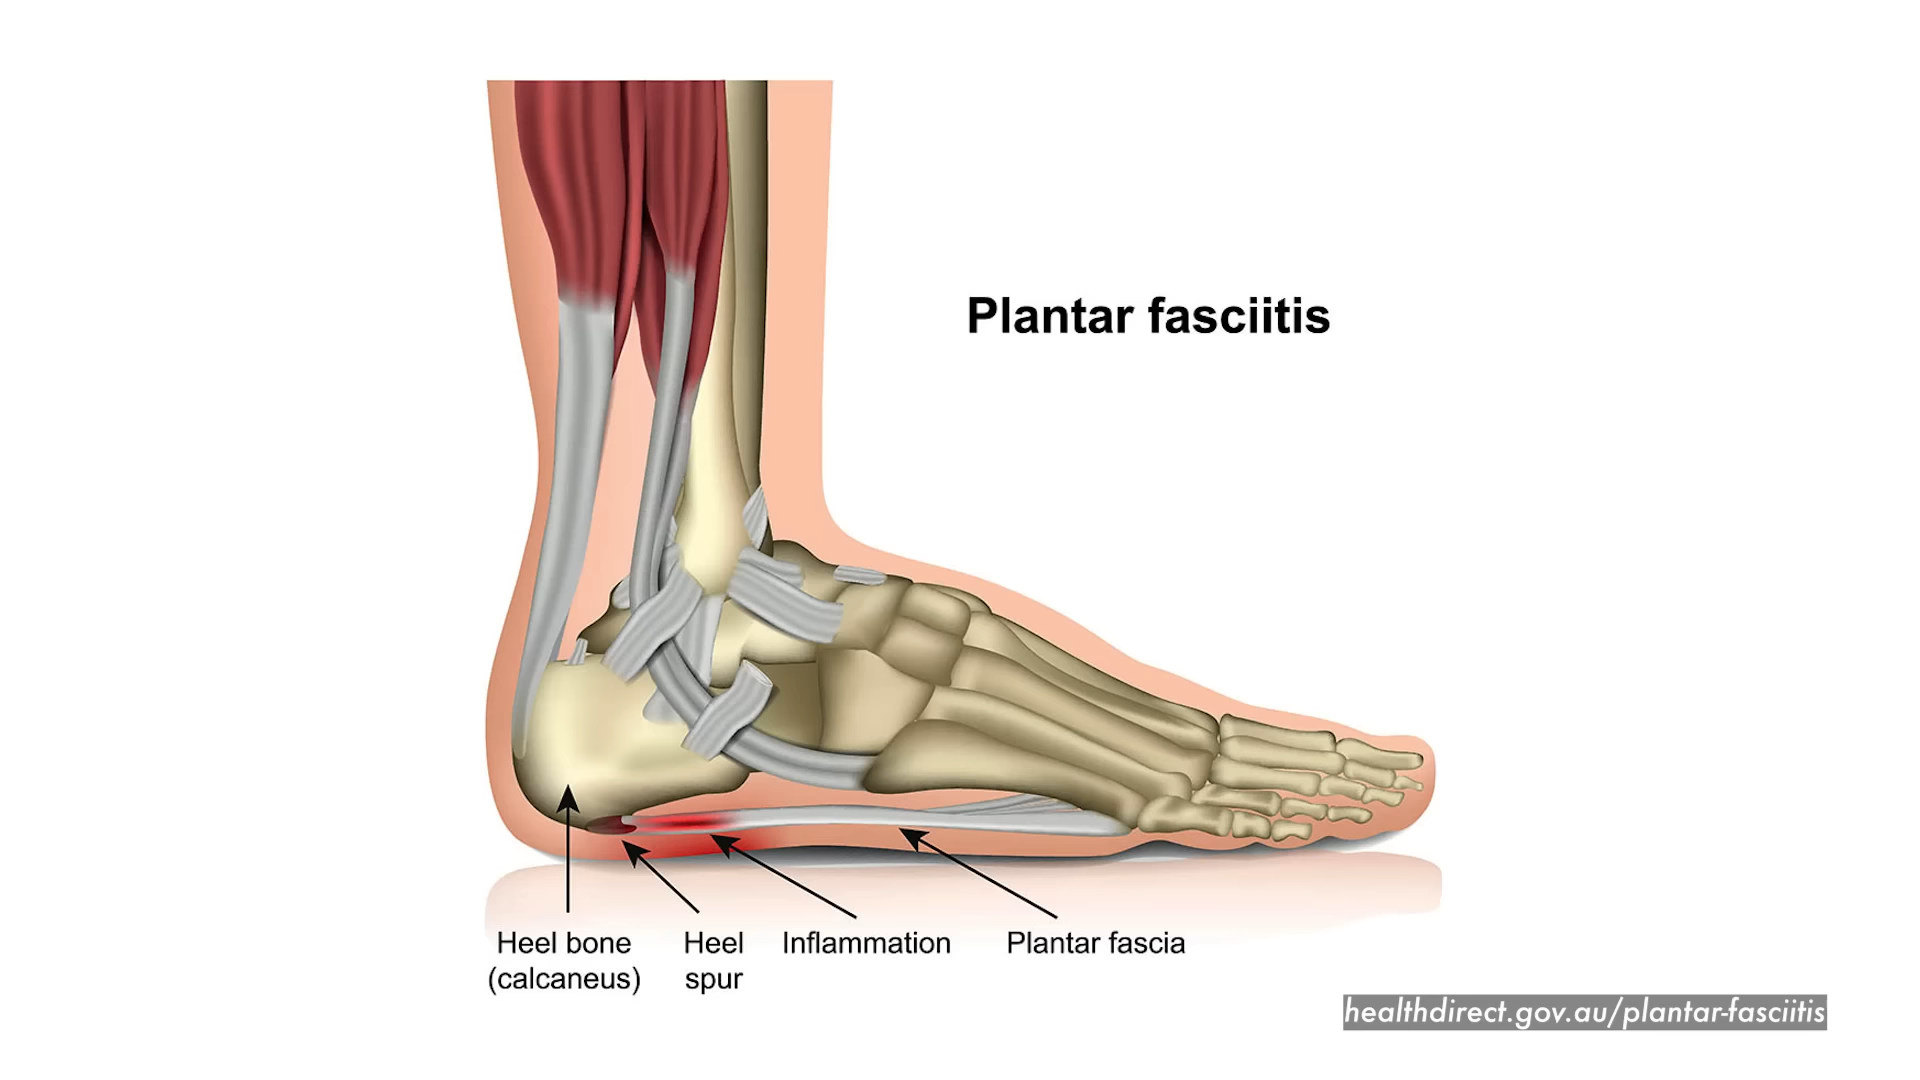 Plantar fasciitis
Heel bone
(calcaneus)
Heel
spur
Inflammation
Plantar fascia
healthdirect.gov.au/plantar-fasciitis